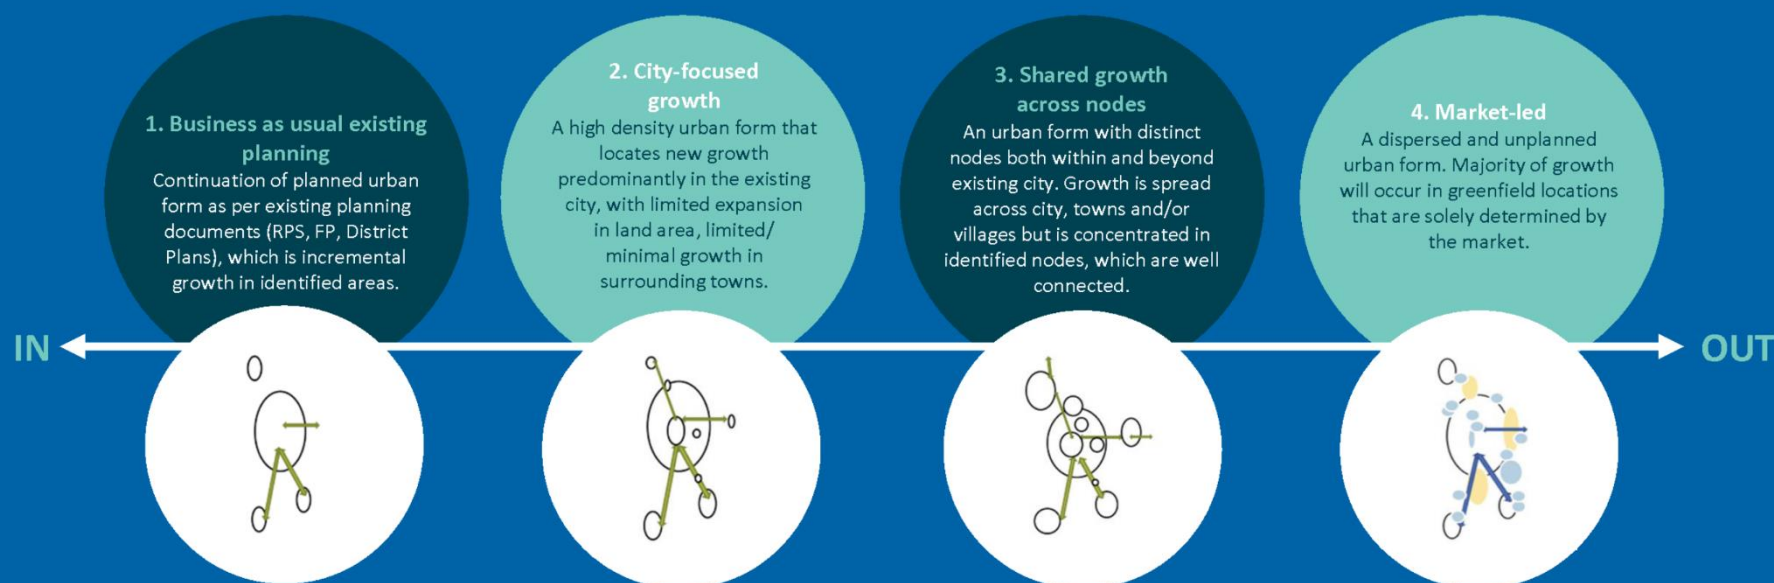 1. Business as usual existing
planning
Continuation of planned urban
form as per existing planning
documents (RPS, FP, District
Plans), which is incremental
growth in identified areas.
2. City-focused
growth
A high density urban form that
locates new growth
predominantly in the existing
city, with limited expansion
in land area, limited/
minimal growth in
surrounding towns.
3. Shared growth
across nodes
An urban form with distinct
nodes both within and beyond
existing city. Growth is spread
across city, towns and/or
villages but is concentrated in
identified nodes, which are well
connected.
4. Market-led
A dispersed and unplanned
urban form. Majority of growth
will occur in greenfield locations
that are solely determined by
the market.
IN
OUT